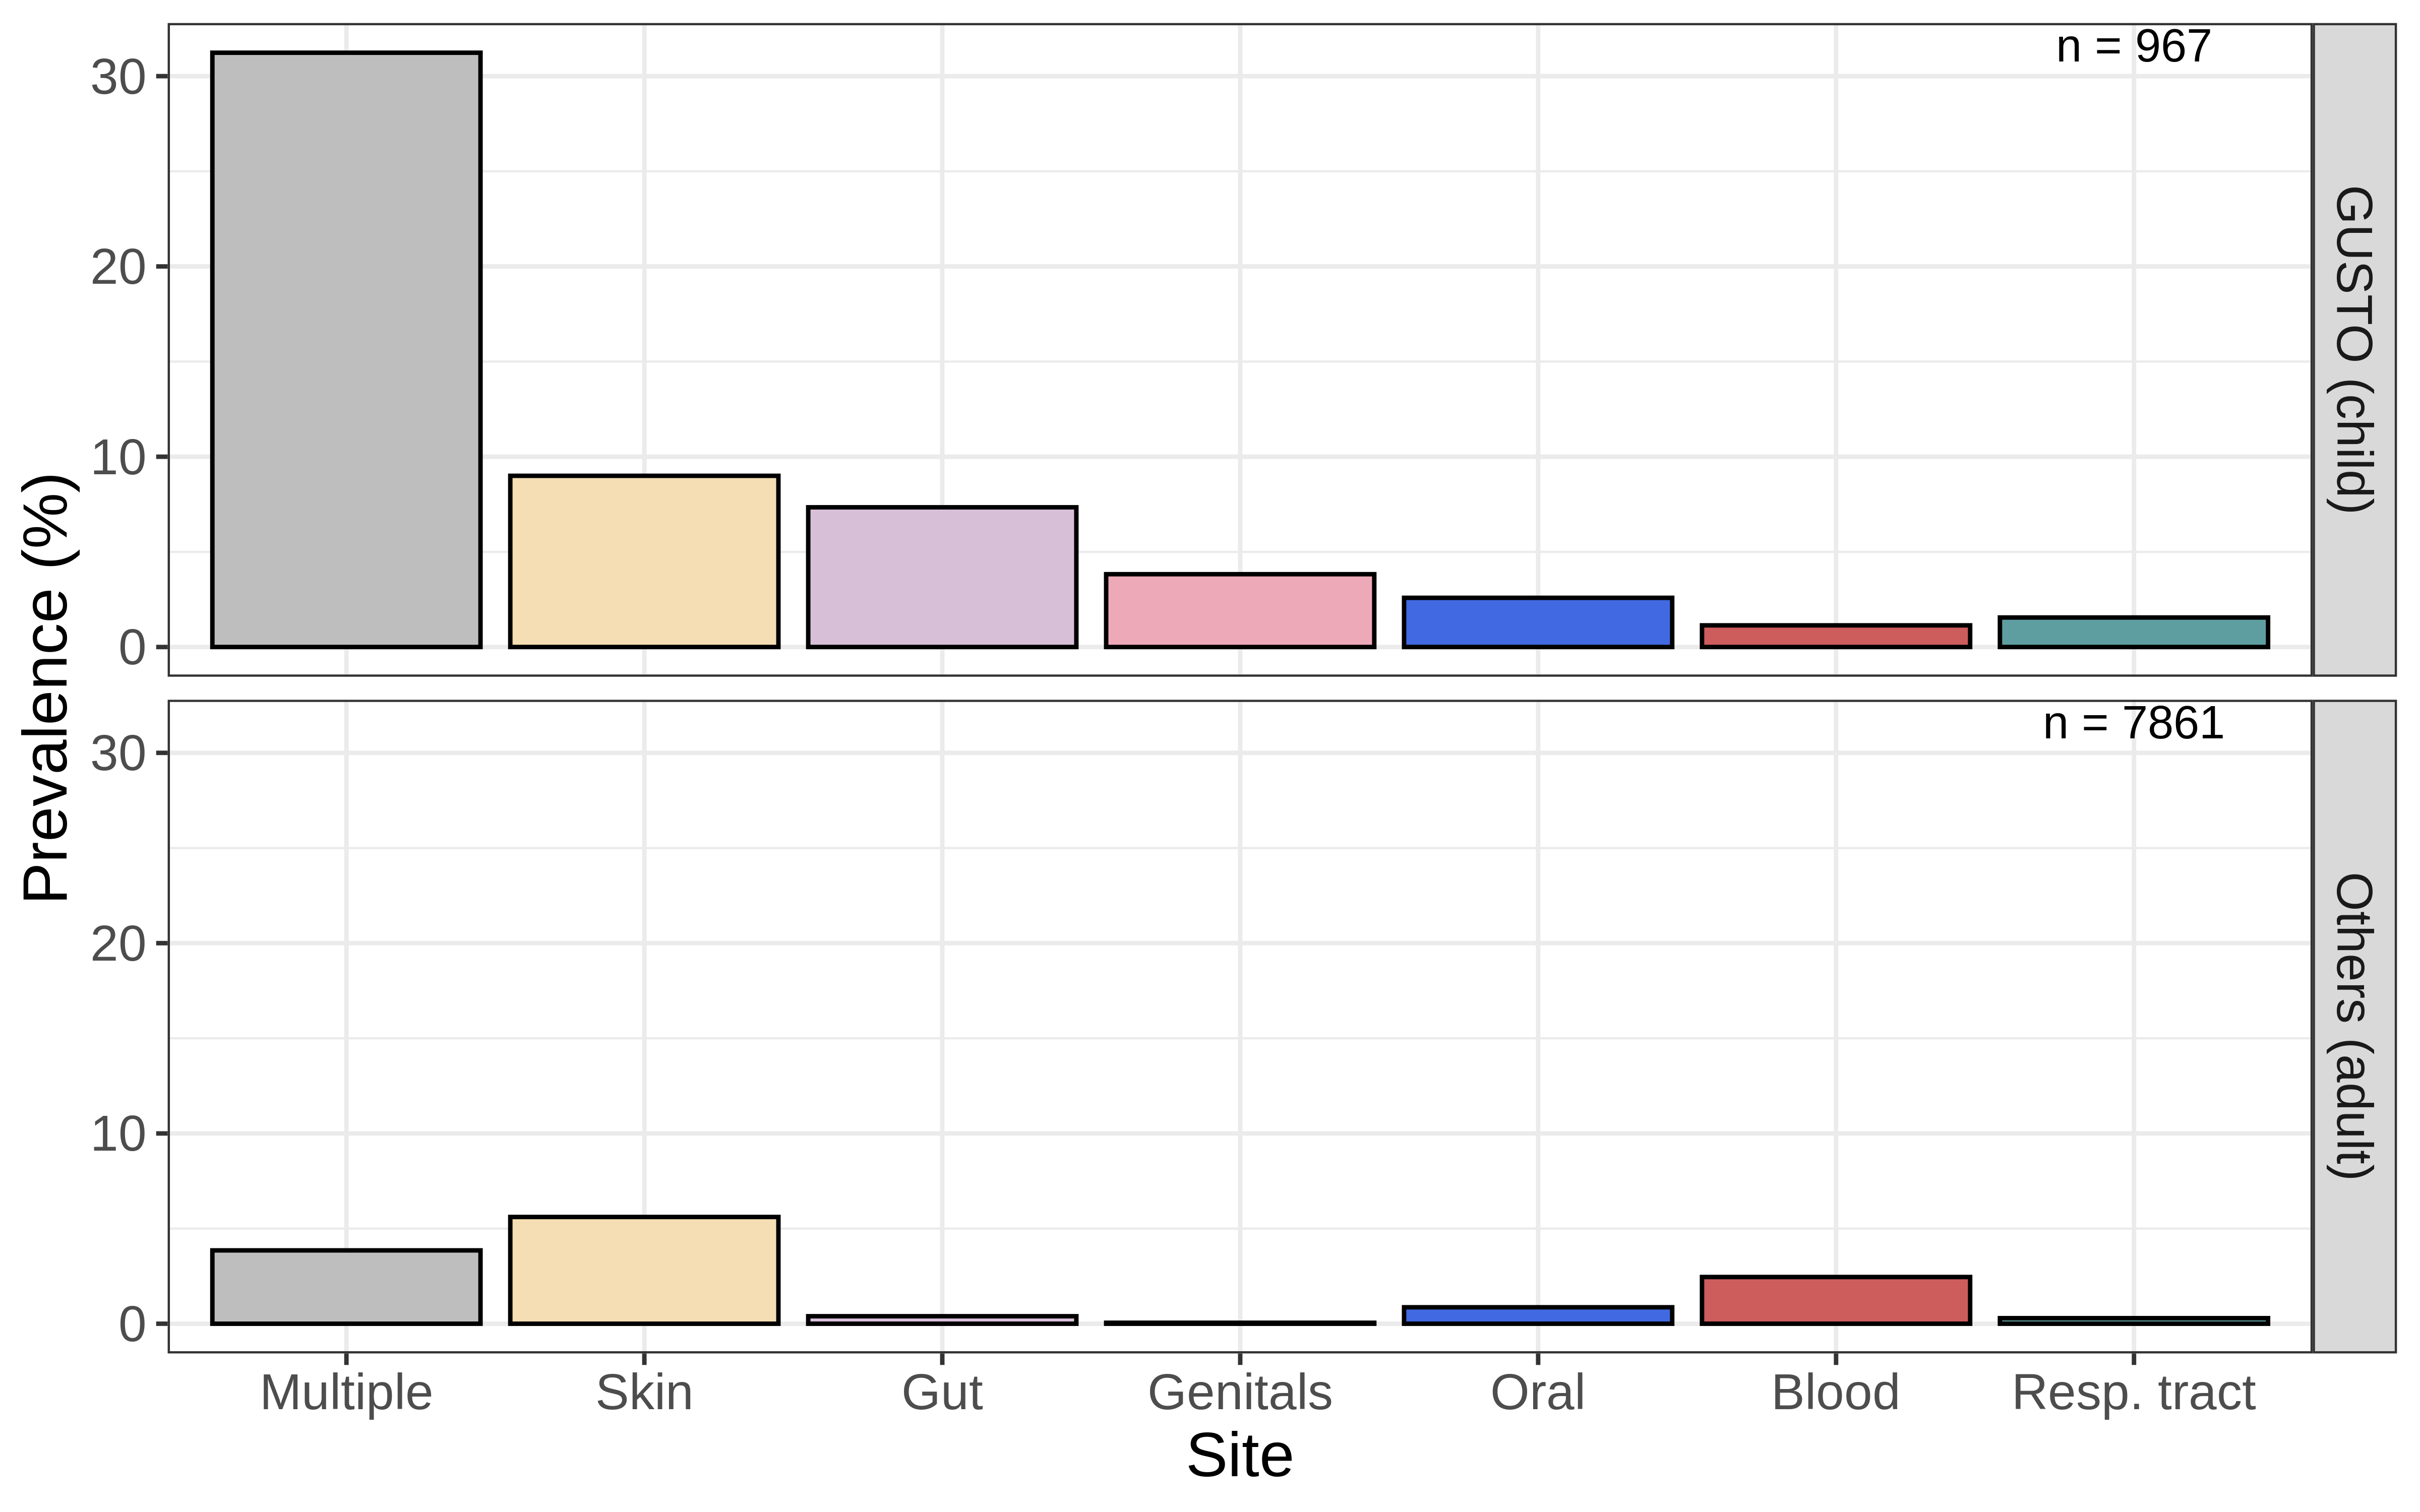 Prevalence (%)
30
20
10
0
n = 967
GUSTO (child)
30
20
10
0
n = 7861
Others (adult)
Multiple
Skin
Gut
Genitals
Oral
Blood
Resp. tract
Site